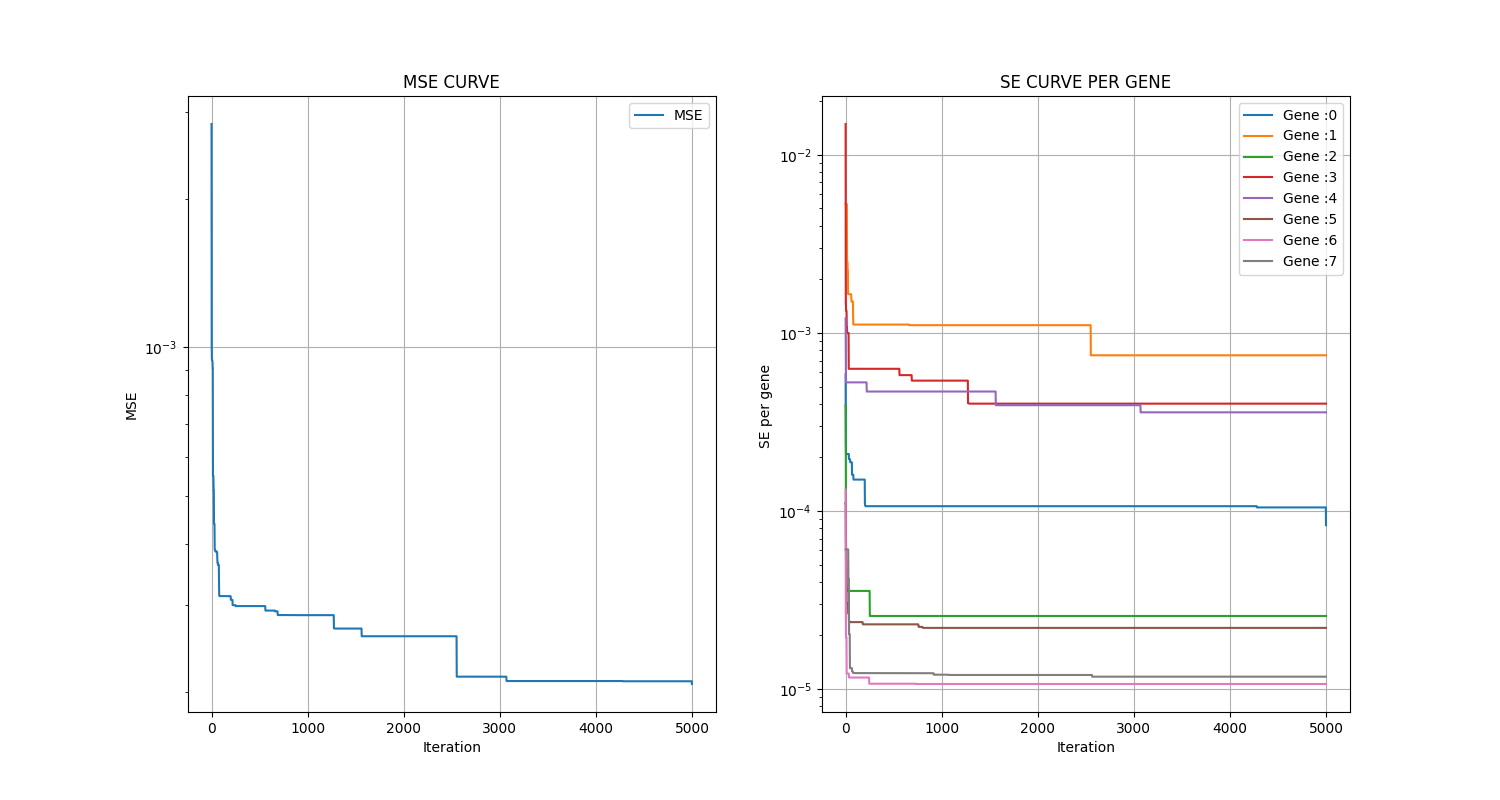 MSE CURVE
MSE
10⁻³
MSE
0 1000 2000 3000 4000 5000
Iteration
SE CURVE PER GENE
Gene :0
Gene :1
Gene :2
Gene :3
Gene :4
Gene :5
Gene :6
Gene :7
10⁻²
10⁻³
10⁻⁴
10⁻⁵
SE per gene
0 1000 2000 3000 4000 5000
Iteration